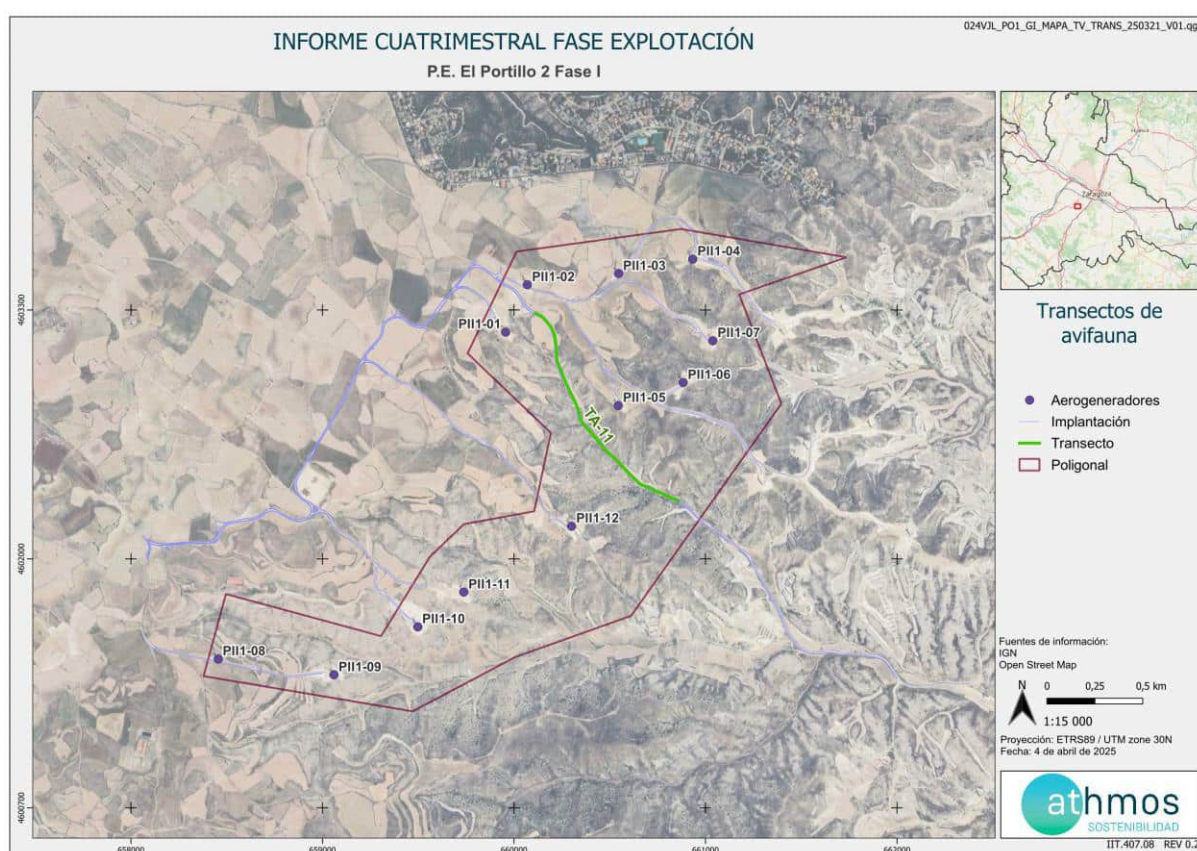 024VJL_PO1_GI_MAPA_TV_TRANS_250321_V01.qg
INFORME CUATRIMESTRAL FASE EXPLOTACIÓN
P.E. El Portillo 2 Fase I
PII1-04
PII1-03
PII1-02
PII1-01
PII1-07
PII1-06
PII1-05
TA-11
PII1-12
PII1-11
PII1-10
PII1-08
PII1-09
4603300
4602000
4600700
658000
659000
660000
661000
662000
Huesca
Zaragoza
Transectos de
avifauna
Aerogeneradores
Implantación
Transecto
Poligonal
Fuentes de información:
IGN
Open Street Map
N
0 0,25 0,5 km
1:15 000
Proyección: ETRS89 / UTM zone 30N
Fecha: 4 de abril de 2025
athmos
SOSTENIBILIDAD
IIT.407.08 REV 0.2